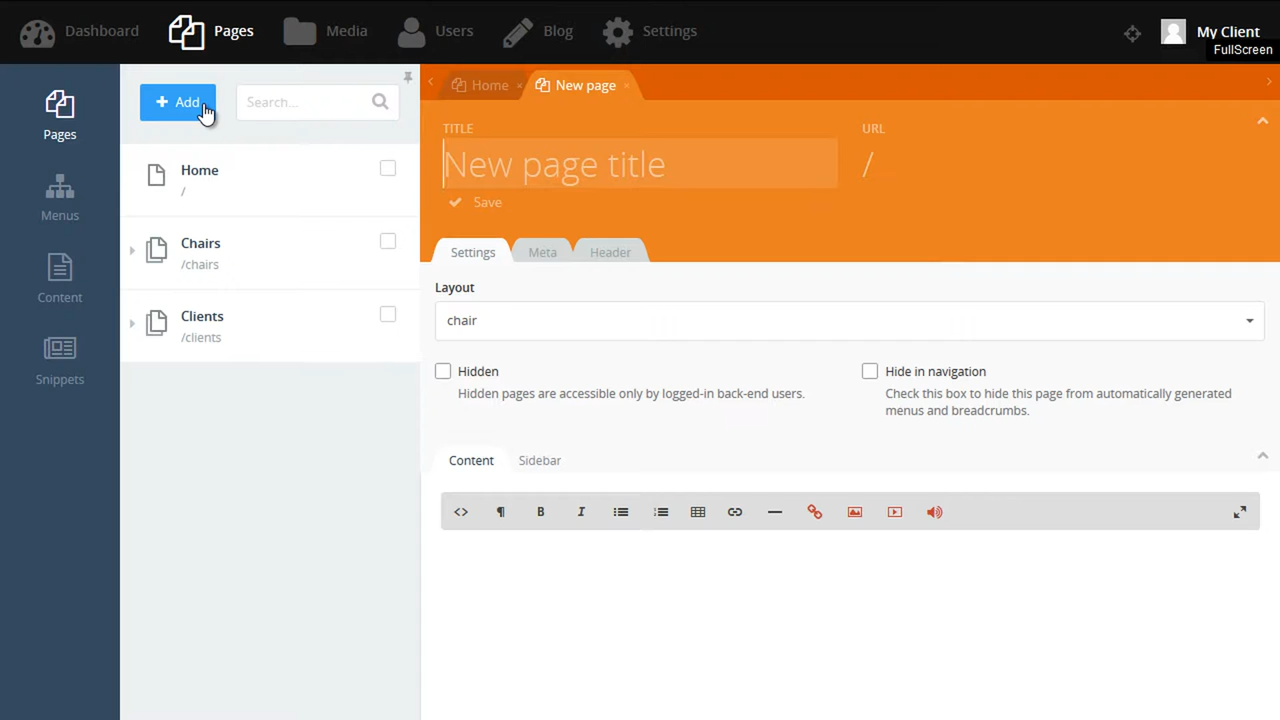 Dashboard
Pages
Media
Users
Blog
Settings
My Client
FullScreen
Pages
Menus
Content
Snippets
+ Add
Search...
Home
/
Chairs
/chairs
Clients
/clients
Home ×
New page ×
TITLE
New page title
Save
URL
/
Settings
Meta
Header
Layout
chair
Hidden
Hidden pages are accessible only by logged-in back-end users.
Hide in navigation
Check this box to hide this page from automatically generated
menus and breadcrumbs.
Content
Sidebar
<> ¶ B I